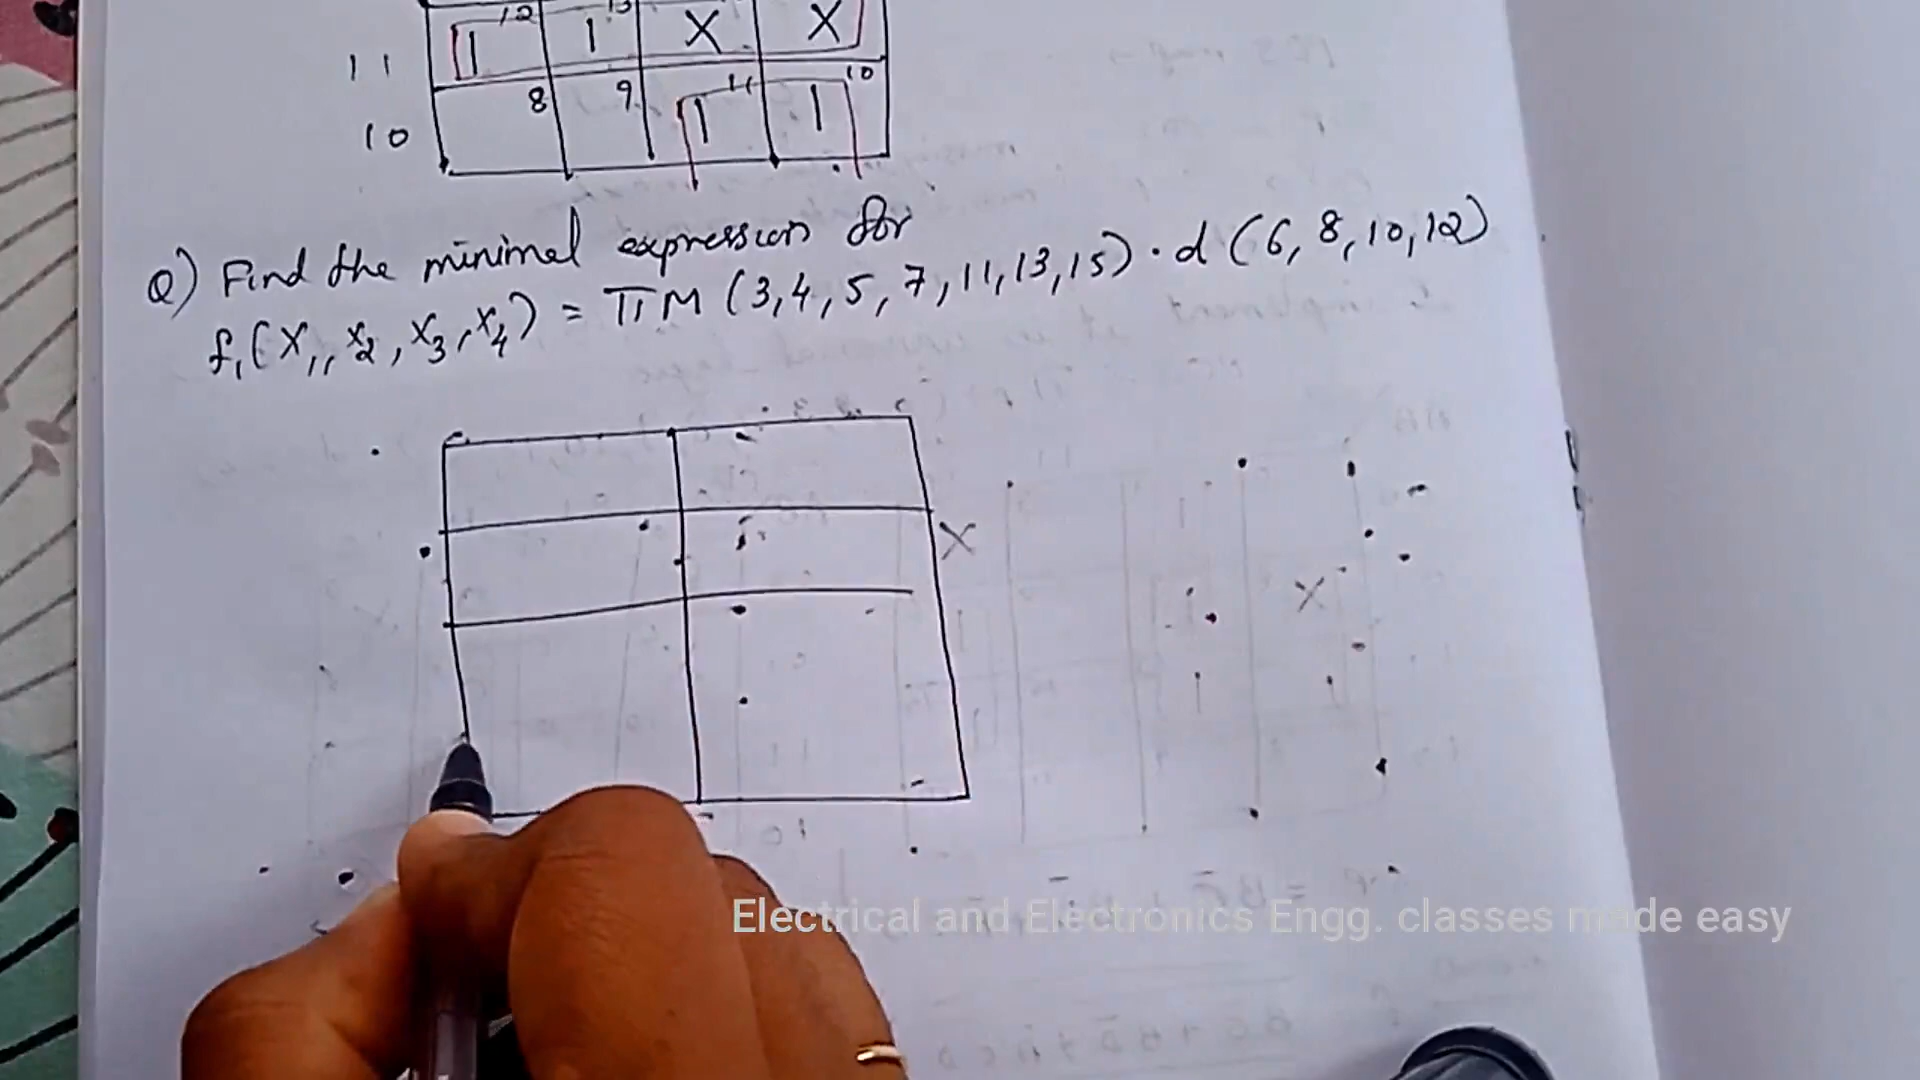 12 13
11 1 1 X X
8 9 11 10
10 1 1
Q) Find the minimal expression for
f1(X1, X2, X3, X4) = ΠM (3,4,5,7,11,13,15) . d (6,8,10,12)
Electrical and Electronics Engg. classes made easy